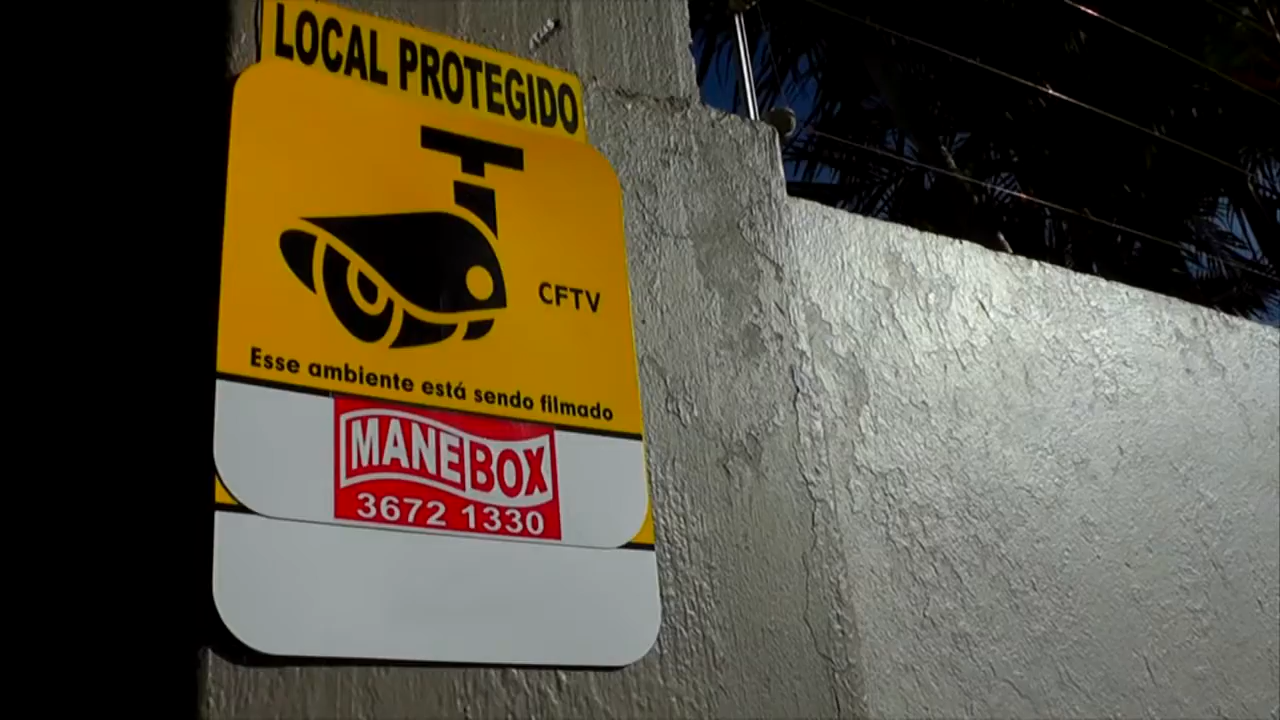 LOCAL PROTEGIDO
CFTV
Esse ambiente está sendo filmado
MANEBOX
3672 1330